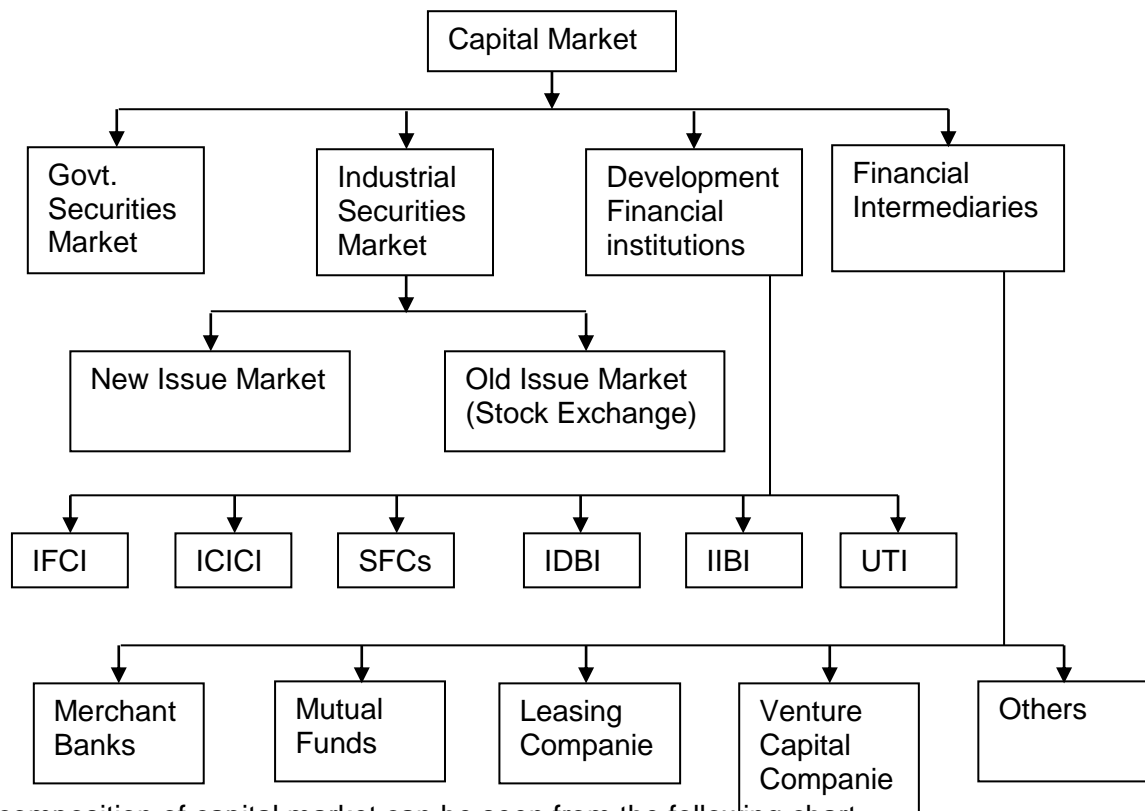 Capital Market
Govt.
Securities
Market
Industrial
Securities
Market
Development
Financial
institutions
Financial
Intermediaries
New Issue Market
Old Issue Market
(Stock Exchange)
IFCI
ICICI
SFCs
IDBI
IIBI
UTI
Merchant
Banks
Mutual
Funds
Leasing
Companie
Venture
Capital
Companie
Others
composition of capital market can be seen from the following chart